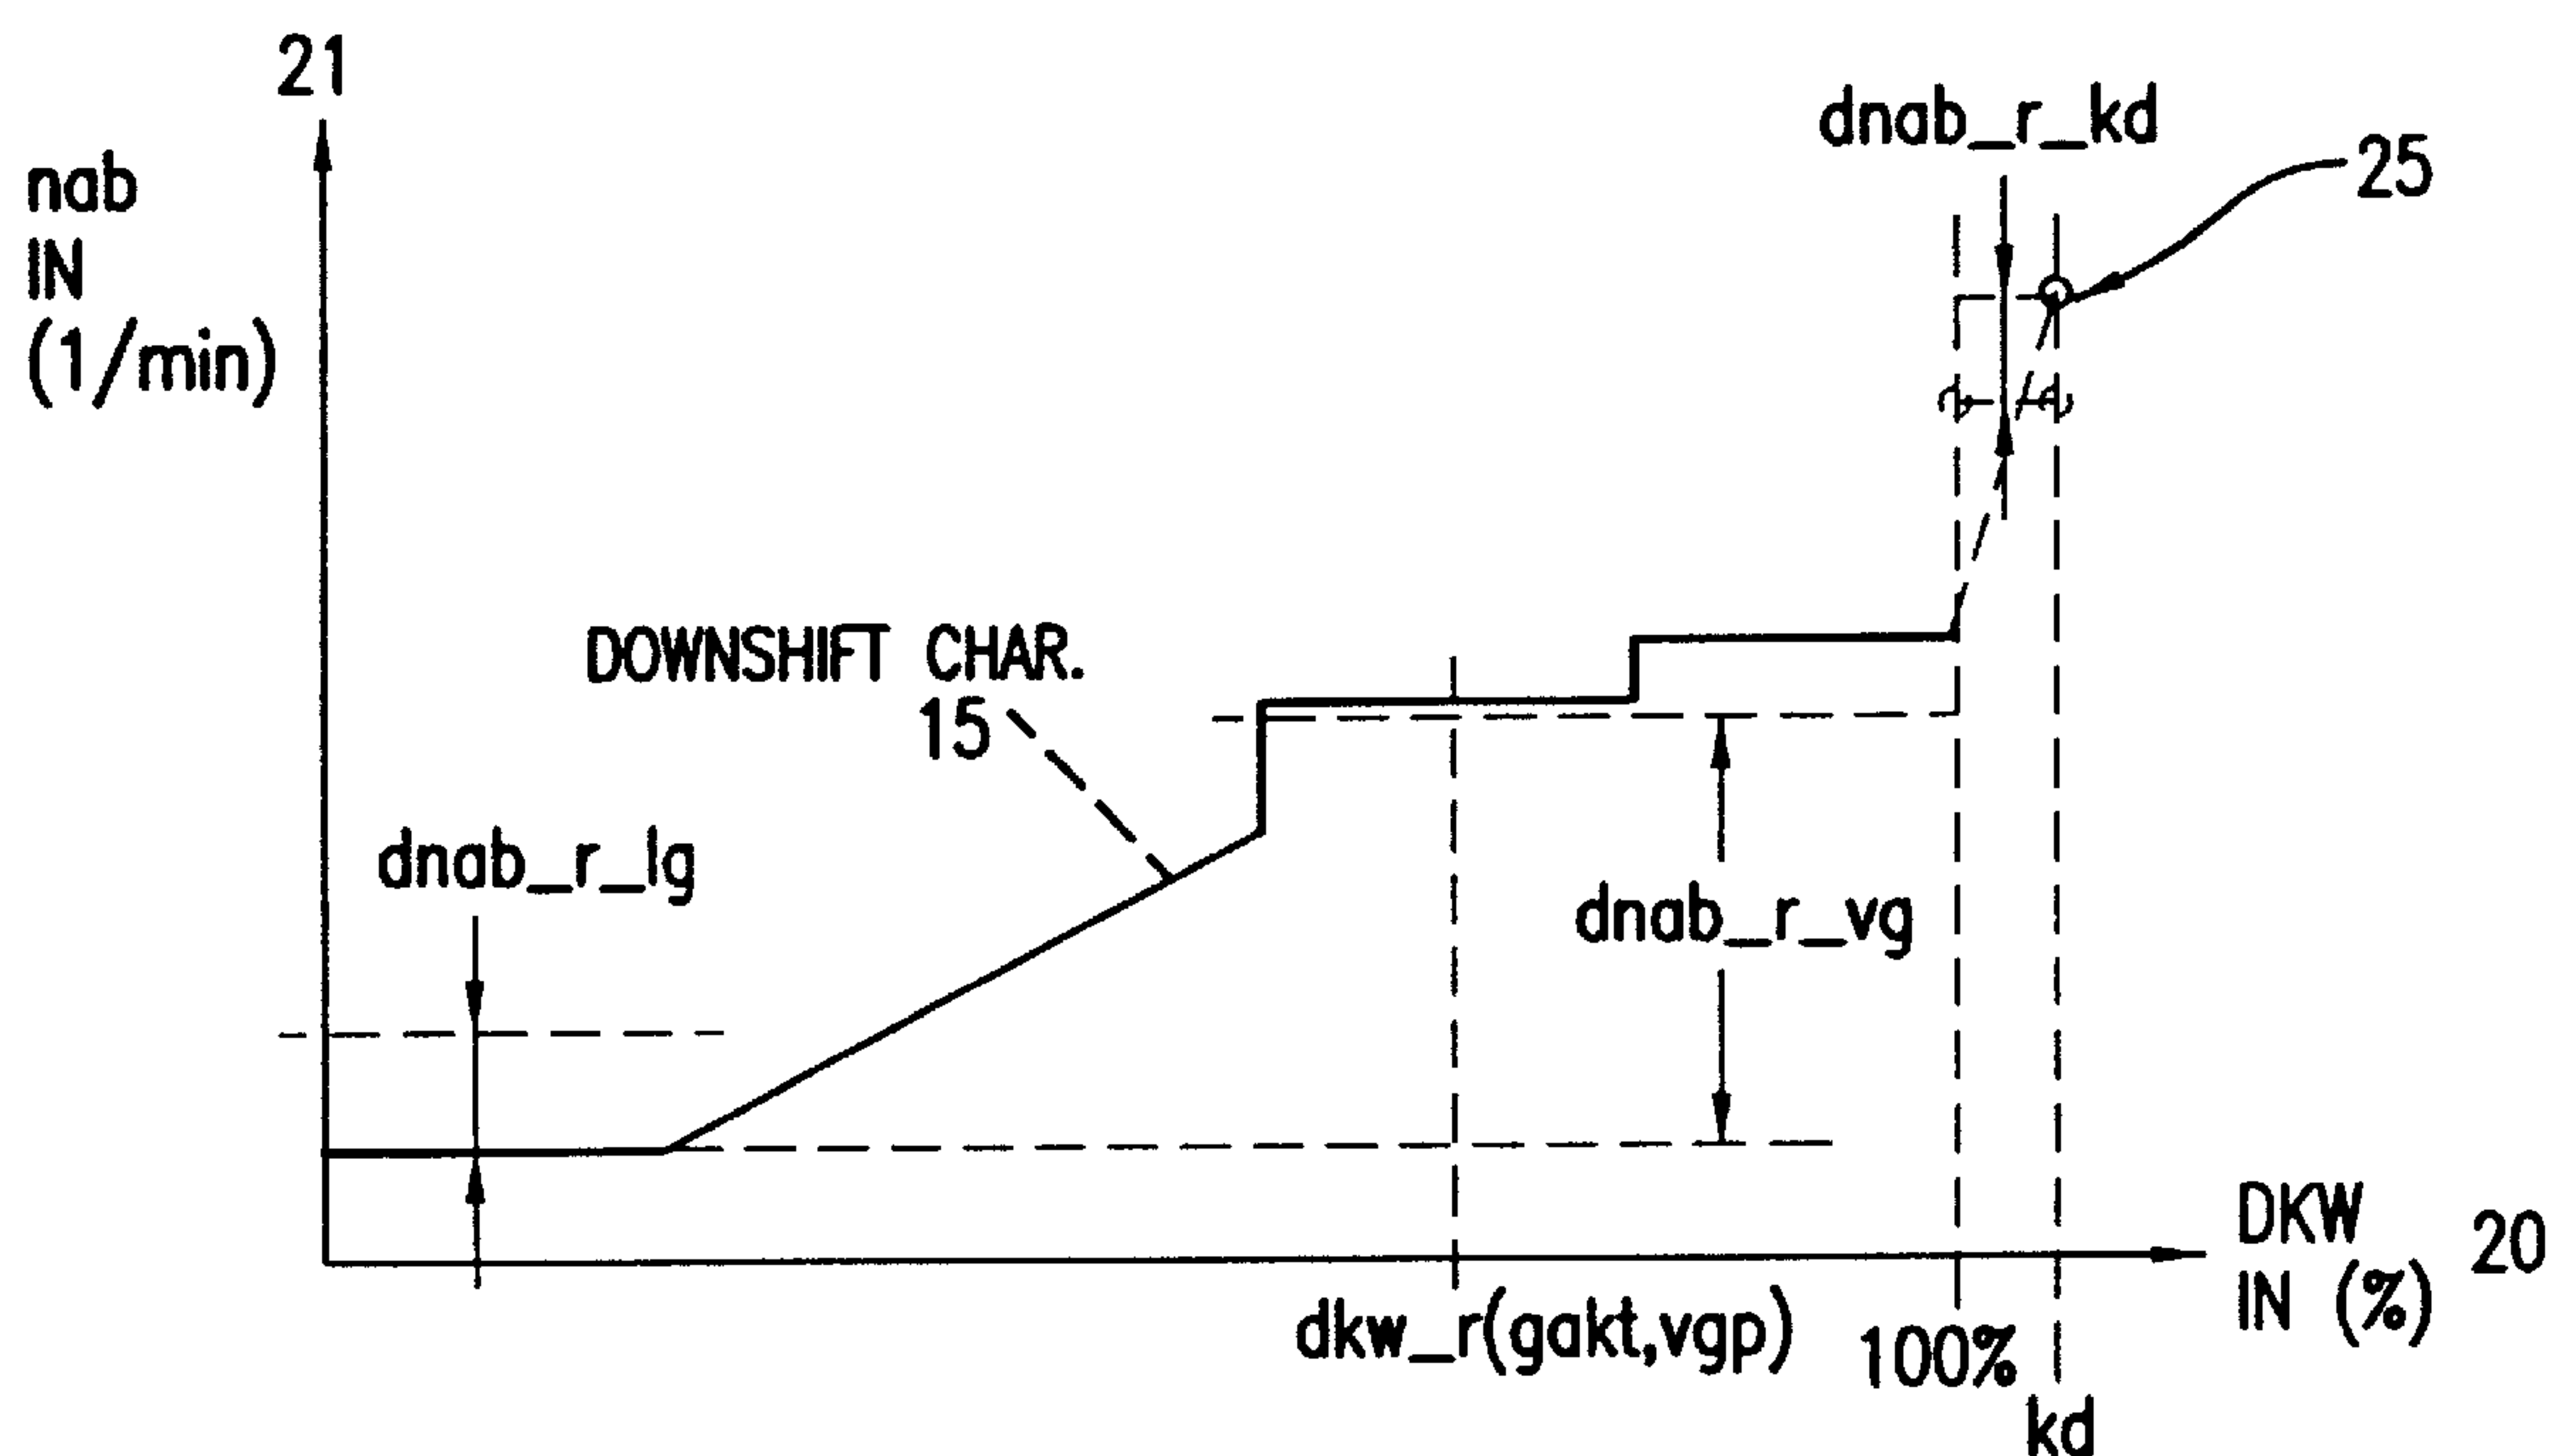 21
nab
IN
(1/min)
dnab_r_kd
25
DOWNSHIFT CHAR.
15
dnab_r_lg
dnab_r_vg
DKW
IN (%)
20
dkw_r(gakt,vgp)
100%
kd